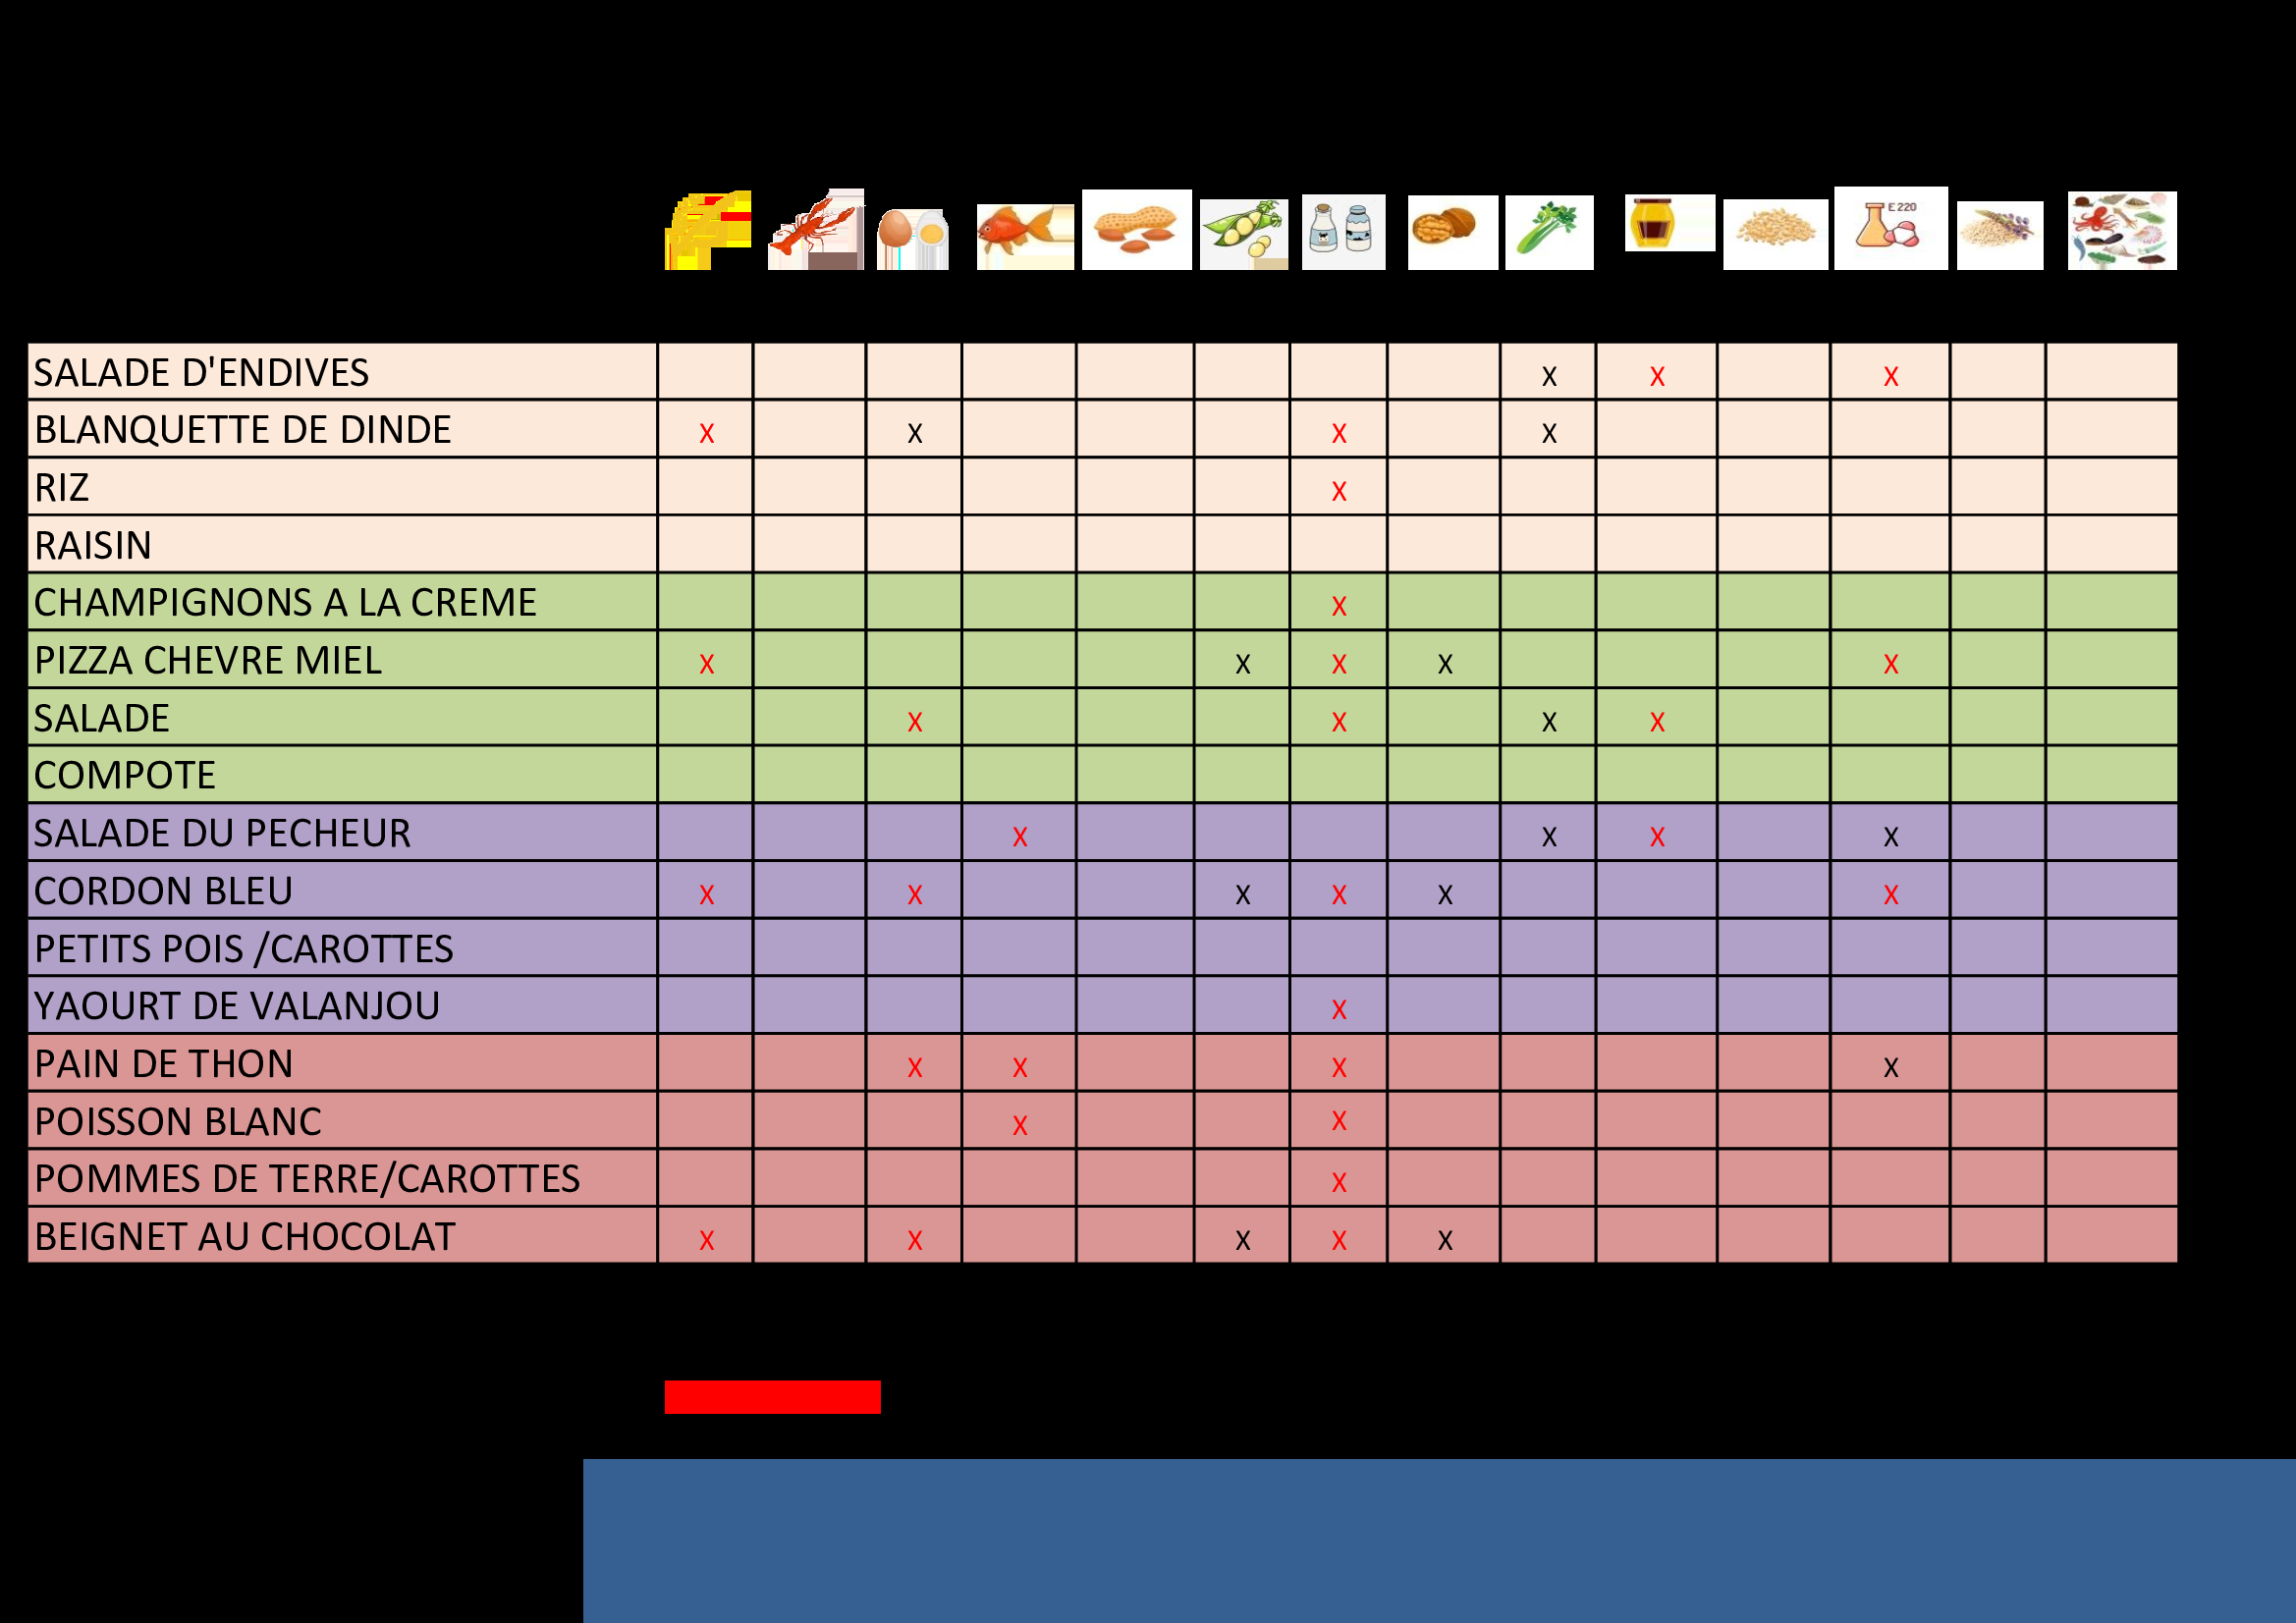 E 220
SALADE D'ENDIVES x x x
BLANQUETTE DE DINDE x x x x
RIZ x
RAISIN
CHAMPIGNONS A LA CREME x
PIZZA CHEVRE MIEL x x x x x
SALADE x x x x
COMPOTE
SALADE DU PECHEUR x x x x
CORDON BLEU x x x x x x
PETITS POIS /CAROTTES
YAOURT DE VALANJOU x
PAIN DE THON x x x x
POISSON BLANC x x
POMMES DE TERRE/CAROTTES x
BEIGNET AU CHOCOLAT x x x x x